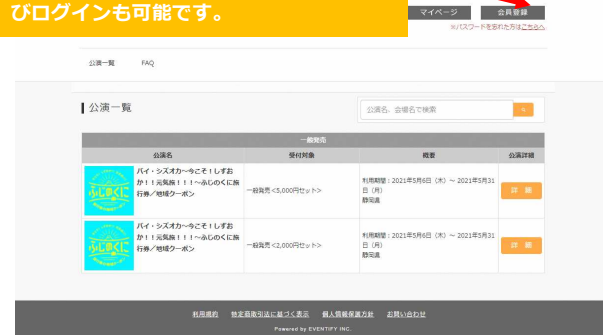 びログインも可能です。
マイページ
会員登録
※パスワードを忘れた方はこちらへ
公演一覧
FAQ
公演一覧
公演名、会場名で検索
一般発売
公演名
受付対象
概要
公演詳細
ふじのくに
バイ・シズオカ～今こそ！しずお
か！！元気旅！！！～ふじのくに旅
行券／地域クーポン
一般発売<5,000円セット>
利用期間：2021年5月6日（木）～ 2021年5月31
日（月）
静岡県
詳 細
ふじのくに
バイ・シズオカ～今こそ！しずお
か！！元気旅！！！～ふじのくに旅
行券／地域クーポン
一般発売<2,000円セット>
利用期間：2021年5月6日（木）～ 2021年5月31
日（月）
静岡県
詳 細
利用規約
特定商取引法に基づく表示
個人情報保護方針
お問い合わせ
Powered by EVENTIFY INC.